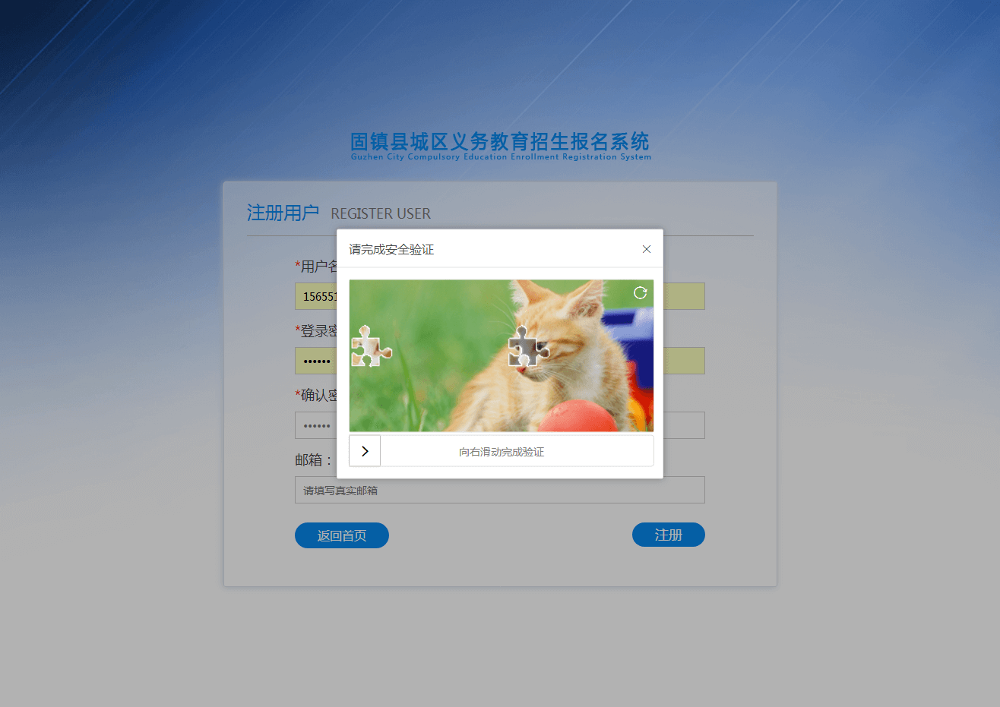 固镇县城区义务教育招生报名系统
Guzhen City Compulsory Education Enrollment Registration System
注册用户 REGISTER USER
请完成安全验证
*用户名
156551
*登录密
••••••
*确认密
••••••
向右滑动完成验证
邮箱：
请填写真实邮箱
返回首页
注册